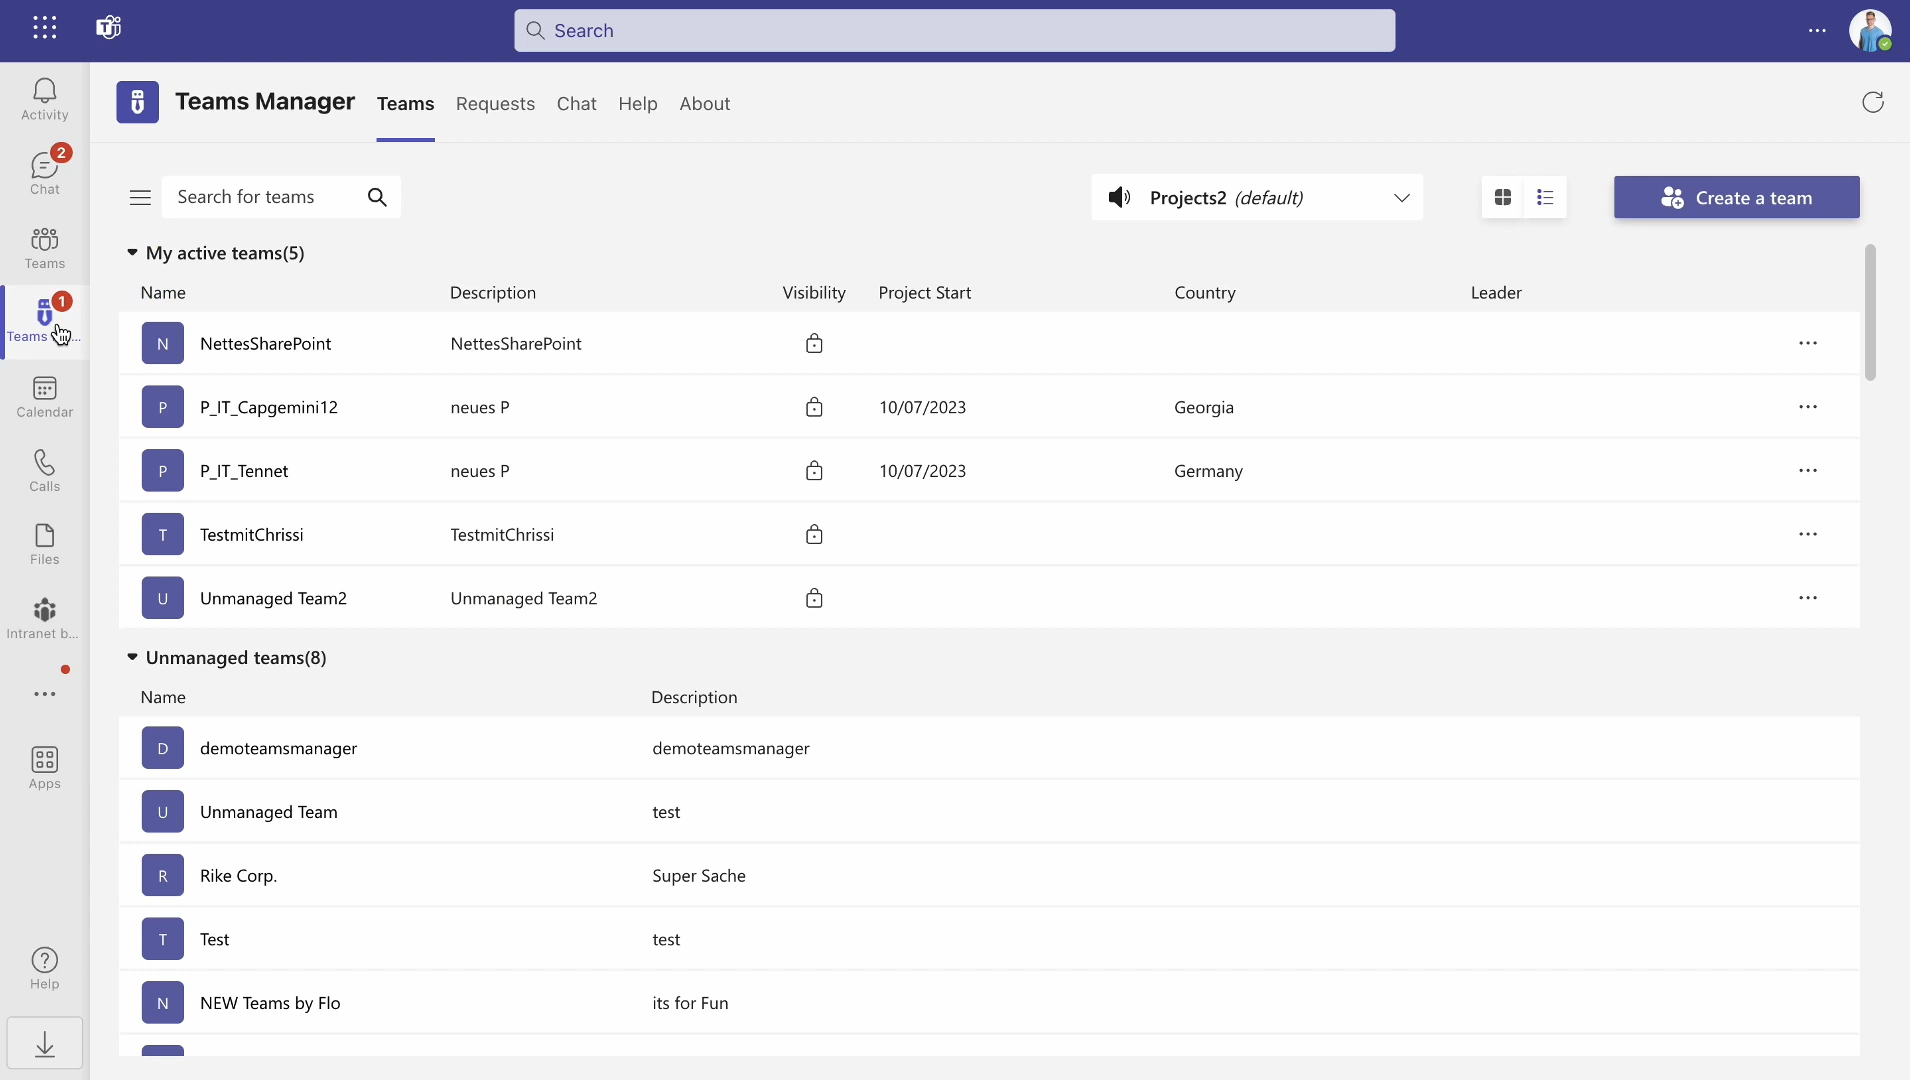 Search
Activity
2
Chat
Teams
1
Teams ...
Calendar
Calls
Files
Intranet b...
Apps
Help
Teams Manager
Teams
Requests
Chat
Help
About
Search for teams
Projects2 (default)
Create a team
My active teams(5)
Name Description Visibility Project Start Country Leader
N NettesSharePoint NettesSharePoint
P P_IT_Capgemini12 neues P 10/07/2023 Georgia
P P_IT_Tennet neues P 10/07/2023 Germany
T TestmitChrissi TestmitChrissi
U Unmanaged Team2 Unmanaged Team2
Unmanaged teams(8)
Name Description
D demoteamsmanager demoteamsmanager
U Unmanaged Team test
R Rike Corp. Super Sache
T Test test
N NEW Teams by Flo its for Fun